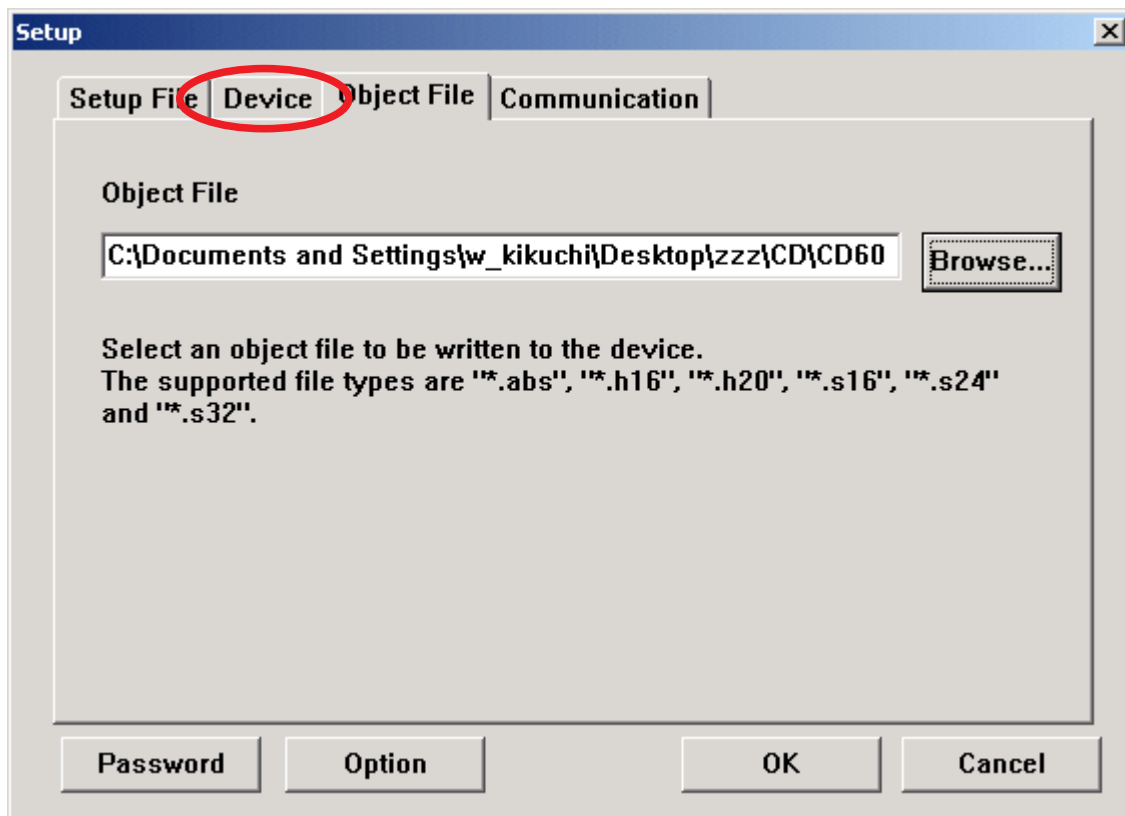 Setup
Setup File Device Object File Communication
Object File
C:\Documents and Settings\w_kikuchi\Desktop\zzz\CD\CD60
Browse...
Select an object file to be written to the device.
The supported file types are "*.abs", "*.h16", "*.h20", "*.s16", "*.s24"
and "*.s32".
Password Option OK Cancel